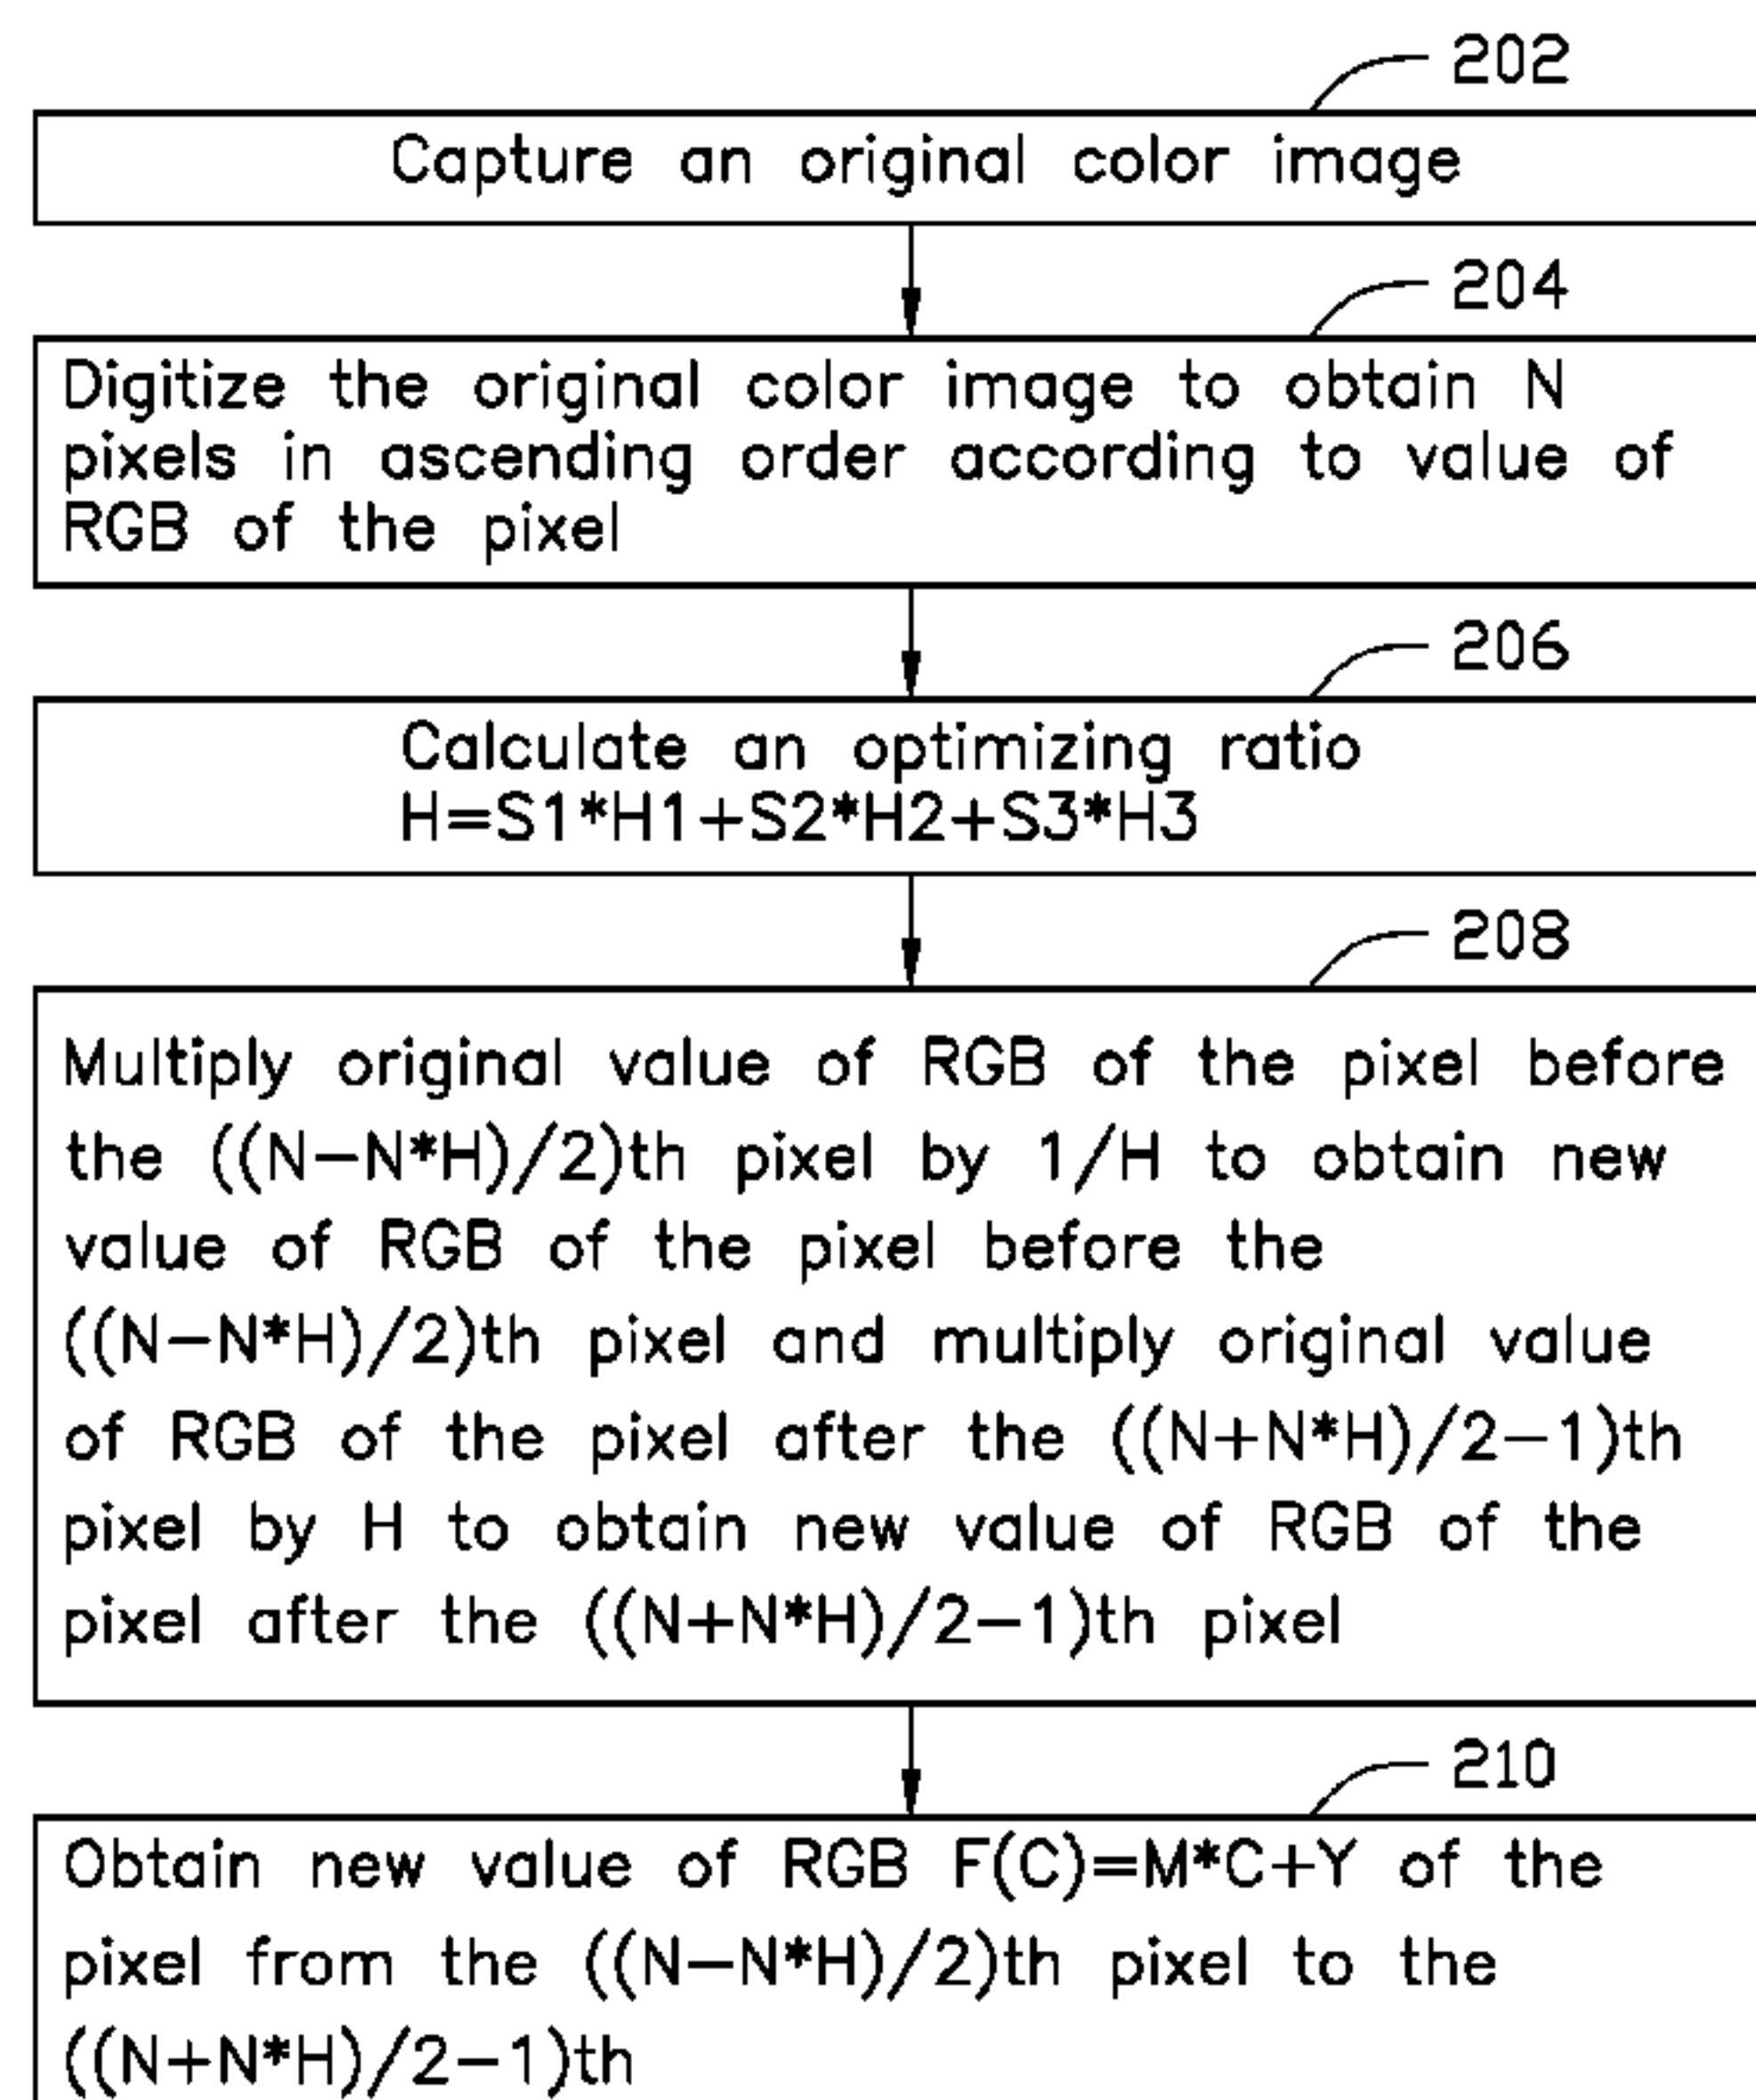 202
Capture an original color image
204
Digitize the original color image to obtain N
pixels in ascending order according to value of
RGB of the pixel
206
Calculate an optimizing ratio
H=S1*H1+S2*H2+S3*H3
208
Multiply original value of RGB of the pixel before
the ((N−N*H)/2)th pixel by 1/H to obtain new
value of RGB of the pixel before the
((N−N*H)/2)th pixel and multiply original value
of RGB of the pixel after the ((N+N*H)/2−1)th
pixel by H to obtain new value of RGB of the
pixel after the ((N+N*H)/2−1)th pixel
210
Obtain new value of RGB F(C)=M*C+Y of the
pixel from the ((N−N*H)/2)th pixel to the
((N+N*H)/2−1)th